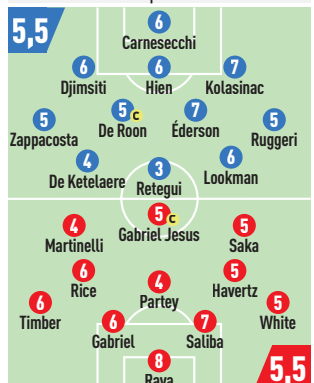 5,5
6
Carnesecchi
6 6 7
Djimsiti Hien Kolasinac
5 5 C 7 5
Zappacosta De Roon Éderson Ruggeri
4 3 6
De Ketelaere Retegui Lookman
4 5 C 5
Martinelli Gabriel Jesus Saka
6 4 5
Rice Partey Havertz
6 5
Timber White
6 7
Gabriel Saliba
8
Raya
5,5